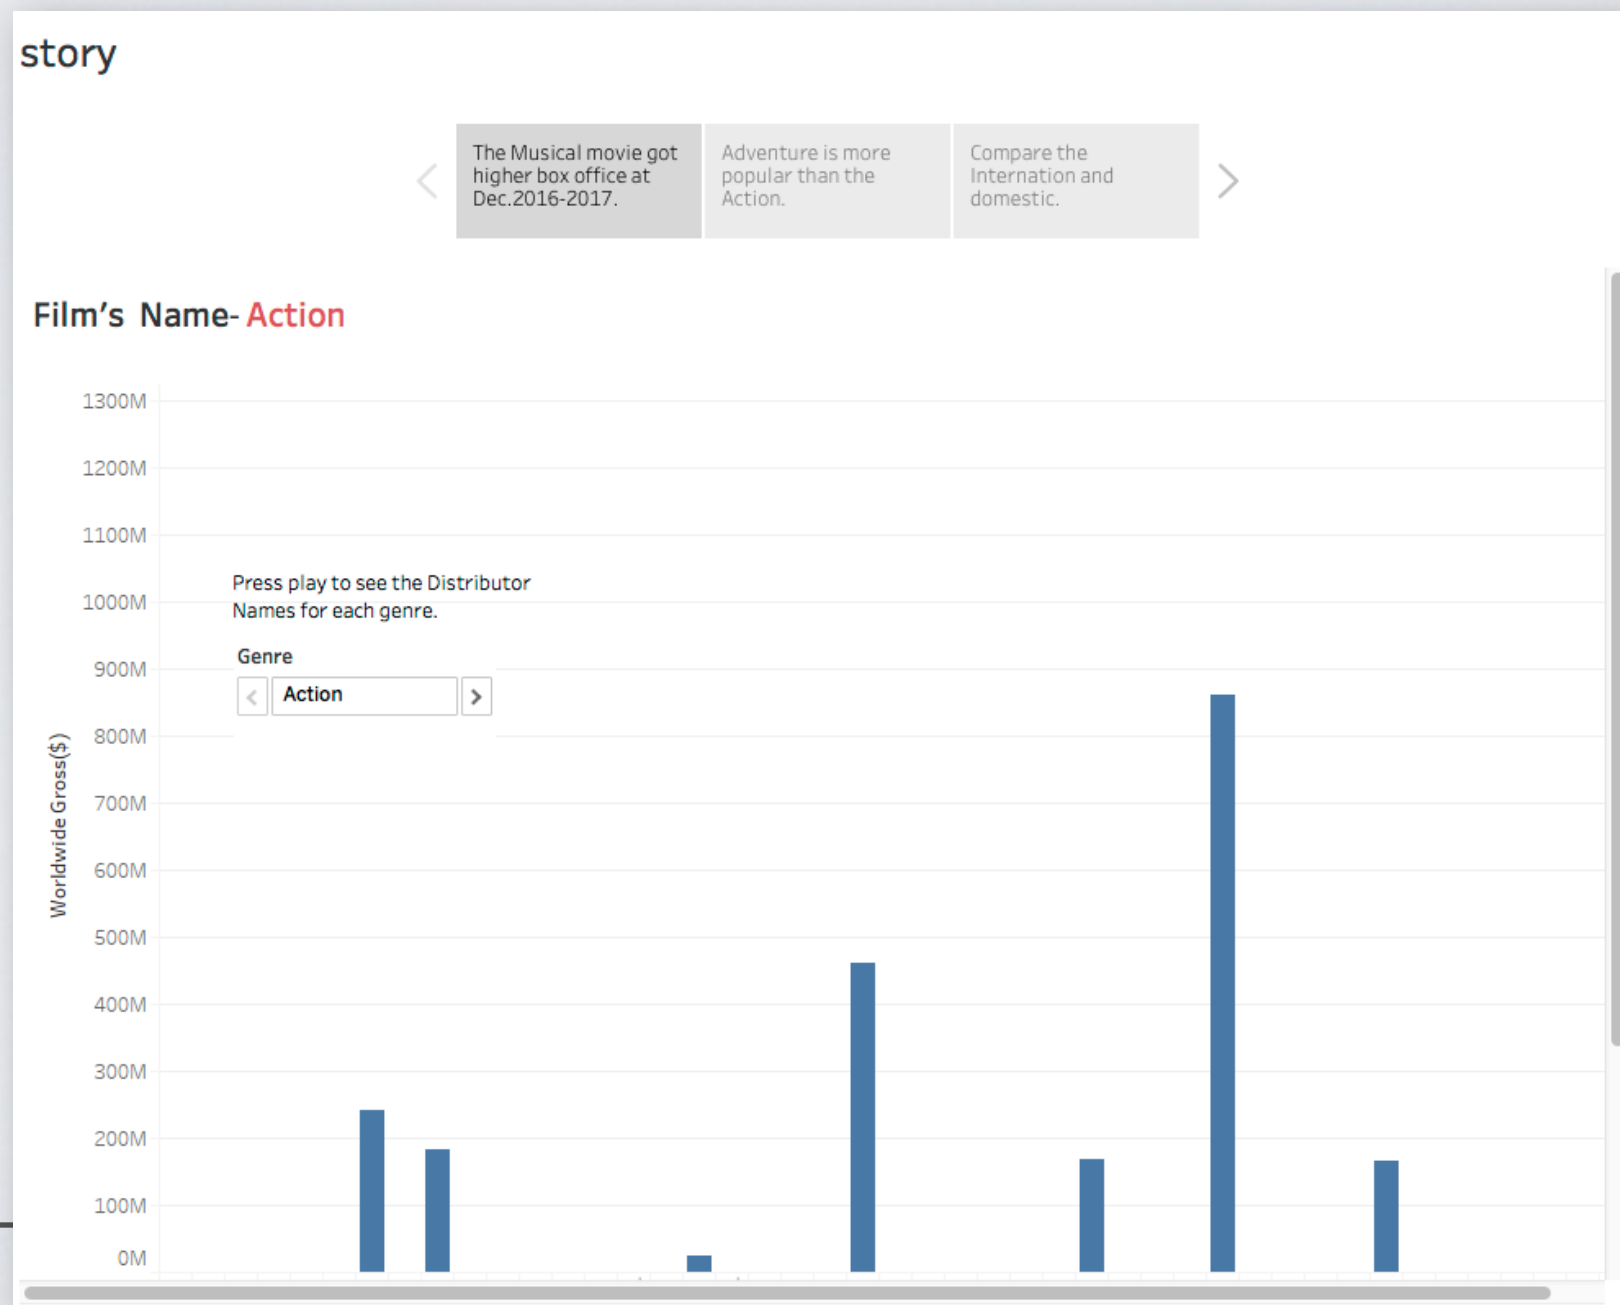 story
The Musical movie got
higher box office at
Dec.2016-2017.
Adventure is more
popular than the
Action.
Compare the
Internation and
domestic.
Film's Name- Action
1300M
1200M
1100M
Press play to see the Distributor
1000M
Names for each genre.
Genre
900M
Action
800M
Worldwide Gross($)
700M
600M
500M
400M
300M
200M
100M
0M